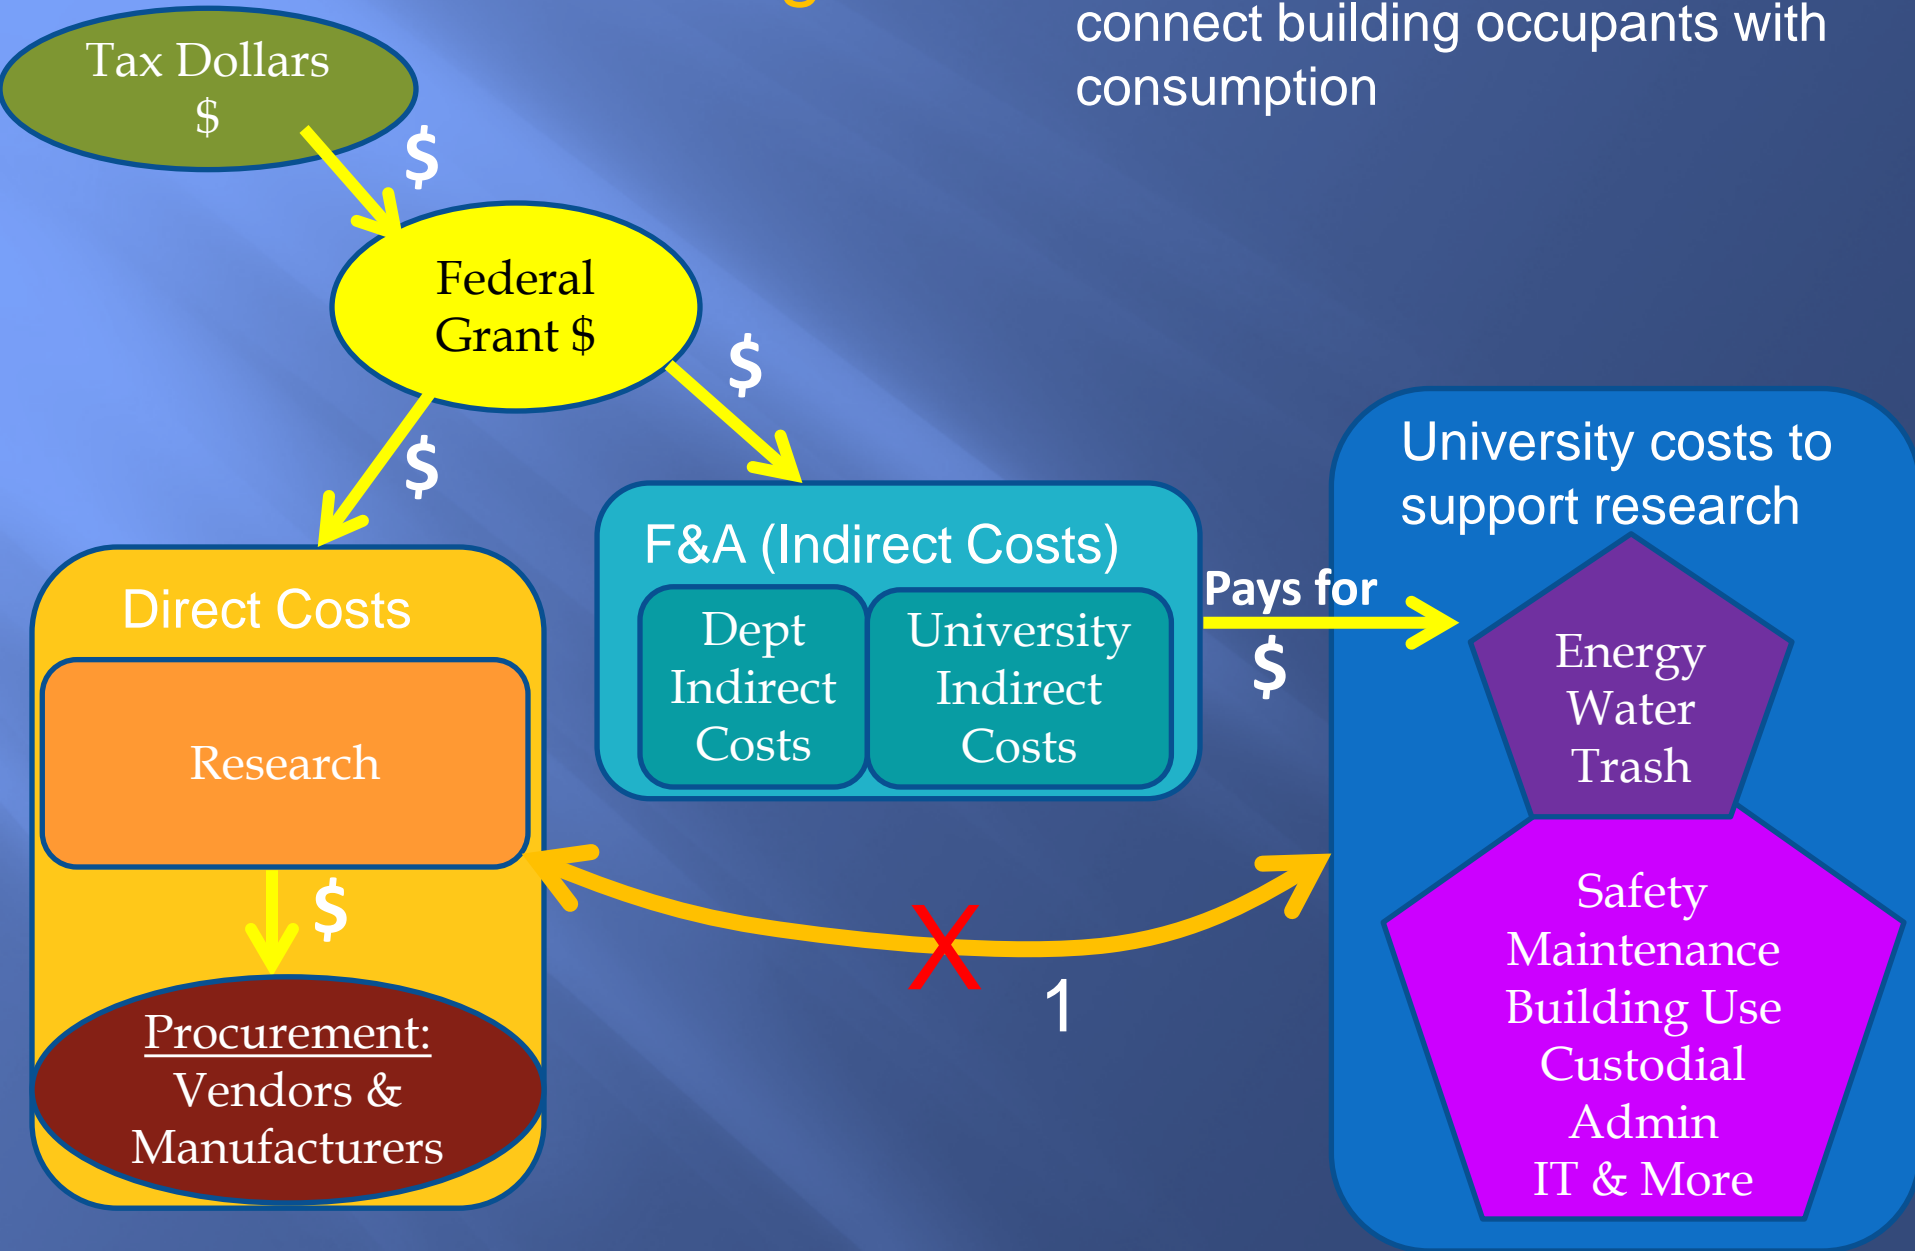 connect building occupants with
consumption
Tax Dollars
$
$
Federal
Grant $
$
$
University costs to
support research
F&A (Indirect Costs)
Dept
Indirect
Costs
University
Indirect
Costs
Pays for
$
Energy
Water
Trash
Direct Costs
Research
$
Procurement:
Vendors &
Manufacturers
X
1
Safety
Maintenance
Building Use
Custodial
Admin
IT & More